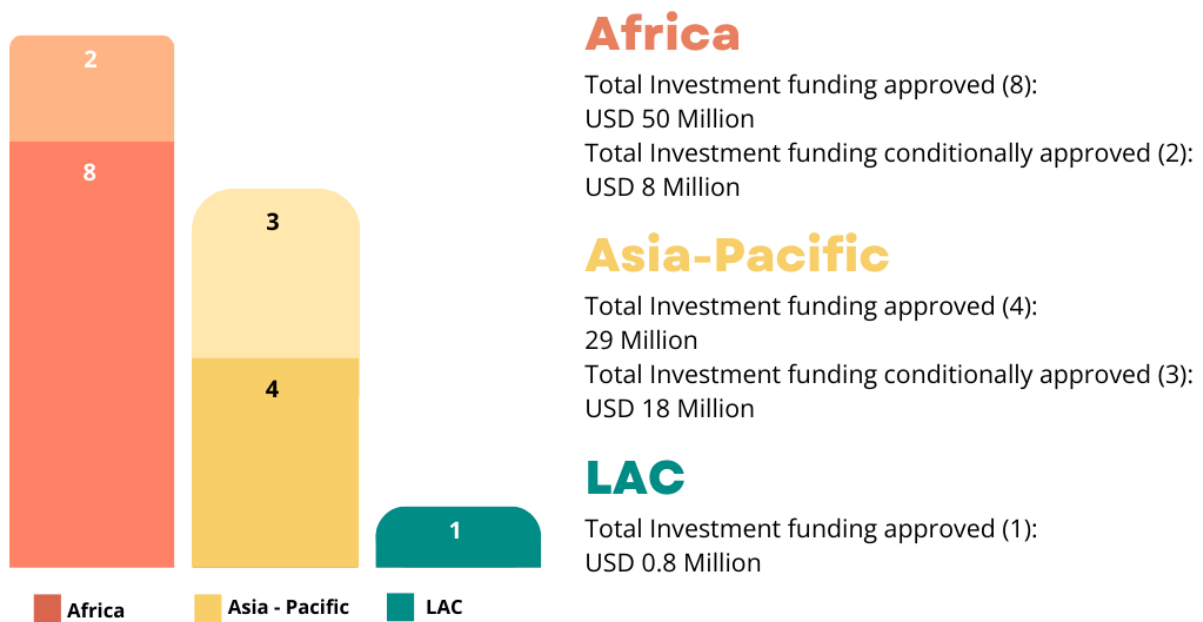 2
8
3
4
1
Africa
Asia - Pacific
LAC
Africa
Total Investment funding approved (8):
USD 50 Million
Total Investment funding conditionally approved (2):
USD 8 Million
Asia-Pacific
Total Investment funding approved (4):
29 Million
Total Investment funding conditionally approved (3):
USD 18 Million
LAC
Total Investment funding approved (1):
USD 0.8 Million